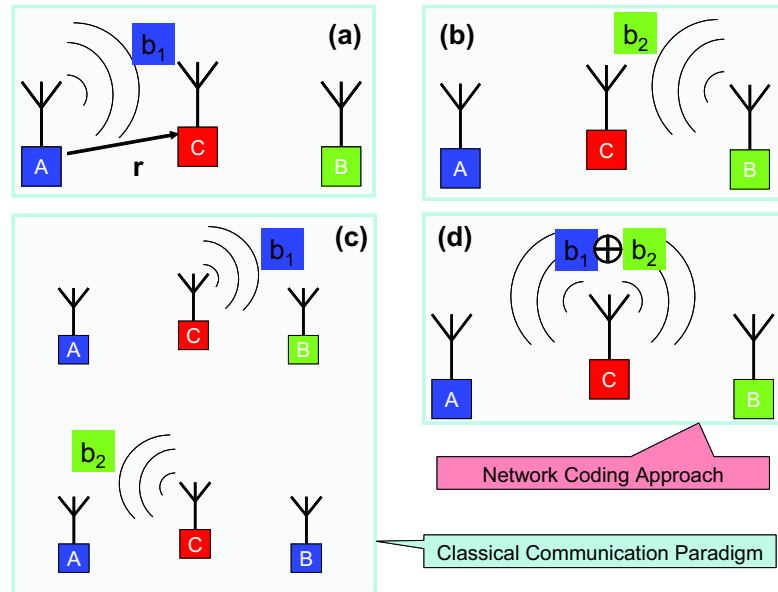 (a)
b1
A
C
B
r
(b)
b2
A
C
B
(c)
b1
A
C
B
b2
A
C
B
(d)
b1 ⊕ b2
A
C
B
Network Coding Approach
Classical Communication Paradigm